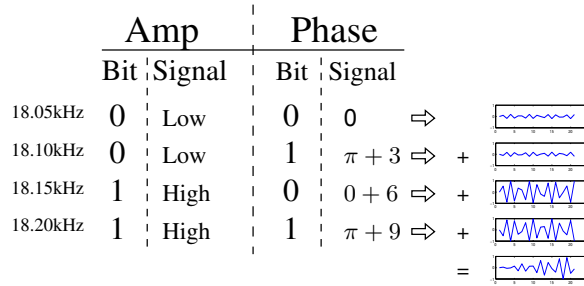 Amp Phase
Bit Signal Bit Signal
18.05kHz 0 Low 0 0 ⇨
18.10kHz 0 Low 1 π + 3 ⇨ +
18.15kHz 1 High 0 0 + 6 ⇨ +
18.20kHz 1 High 1 π + 9 ⇨ +
=